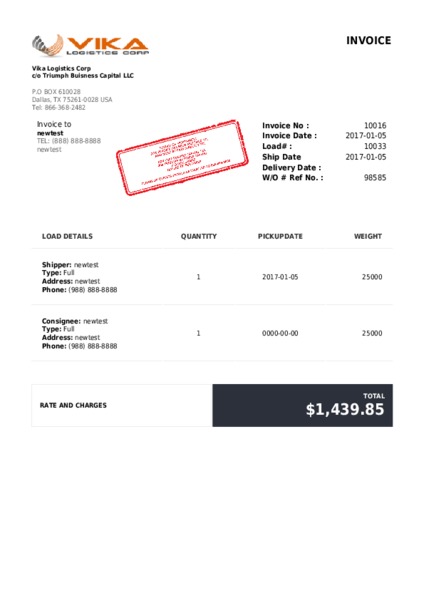 VIKA
LOGISTICS CORP
INVOICE
Vika Logistics Corp
c/o Triumph Buisness Capital LLC
P.O BOX 610028
Dallas, TX 75261-0028 USA
Tel: 866-368-2482
Invoice to
newtest
TEL: (888) 888-8888
newtest
Invoice No : 10016
Invoice Date : 2017-01-05
Load# : 10033
Ship Date 2017-01-05
Delivery Date :
W/O # Ref No. : 98585
LOAD DETAILS QUANTITY PICKUPDATE WEIGHT
Shipper: newtest
Type: Full
Address: newtest
Phone: (988) 888-8888
1 2017-01-05 25000
Consignee: newtest
Type: Full
Address: newtest
Phone: (988) 888-8888
1 0000-00-00 25000
RATE AND CHARGES
TOTAL
$1,439.85